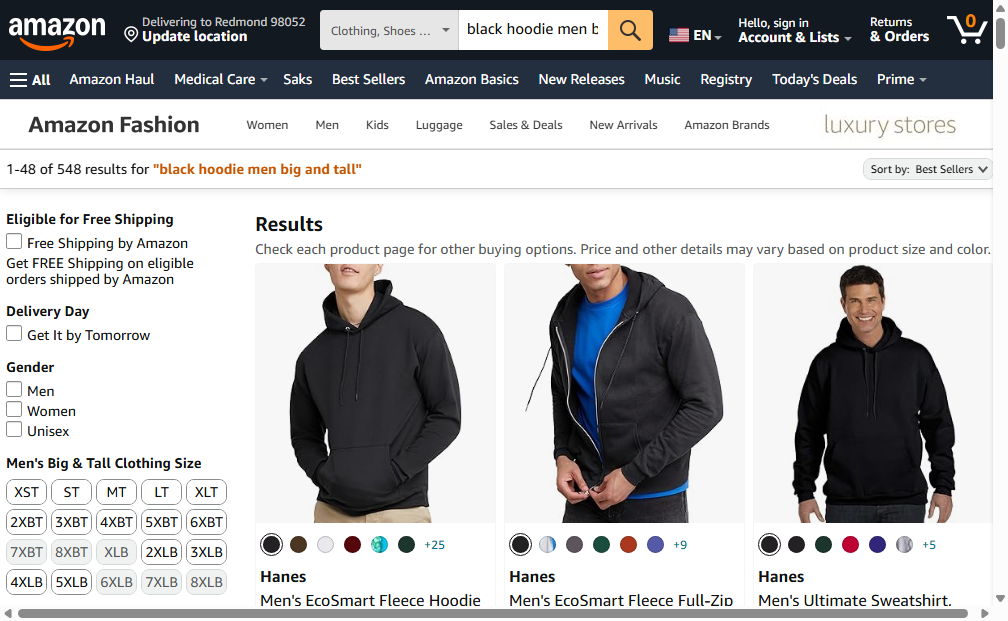 amazon
Delivering to Redmond 98052
Update location
Clothing, Shoes ...
black hoodie men b
EN
Hello, sign in
Account & Lists
Returns
& Orders
0
All
Amazon Haul
Medical Care
Saks
Best Sellers
Amazon Basics
New Releases
Music
Registry
Today's Deals
Prime
Amazon Fashion
Women
Men
Kids
Luggage
Sales & Deals
New Arrivals
Amazon Brands
luxury stores
1-48 of 548 results for "black hoodie men big and tall"
Sort by: Best Sellers
Eligible for Free Shipping
Free Shipping by Amazon
Get FREE Shipping on eligible
orders shipped by Amazon
Delivery Day
Get It by Tomorrow
Gender
Men
Women
Unisex
Men's Big & Tall Clothing Size
XST ST MT LT XLT
2XBT 3XBT 4XBT 5XBT 6XBT
7XBT 8XBT XLB 2XLB 3XLB
4XLB 5XLB 6XLB 7XLB 8XLB
Results
Check each product page for other buying options. Price and other details may vary based on product size and color.
+25
Hanes
Men's EcoSmart Fleece Hoodie
+9
Hanes
Men's EcoSmart Fleece Full-Zip
+5
Hanes
Men's Ultimate Sweatshirt,